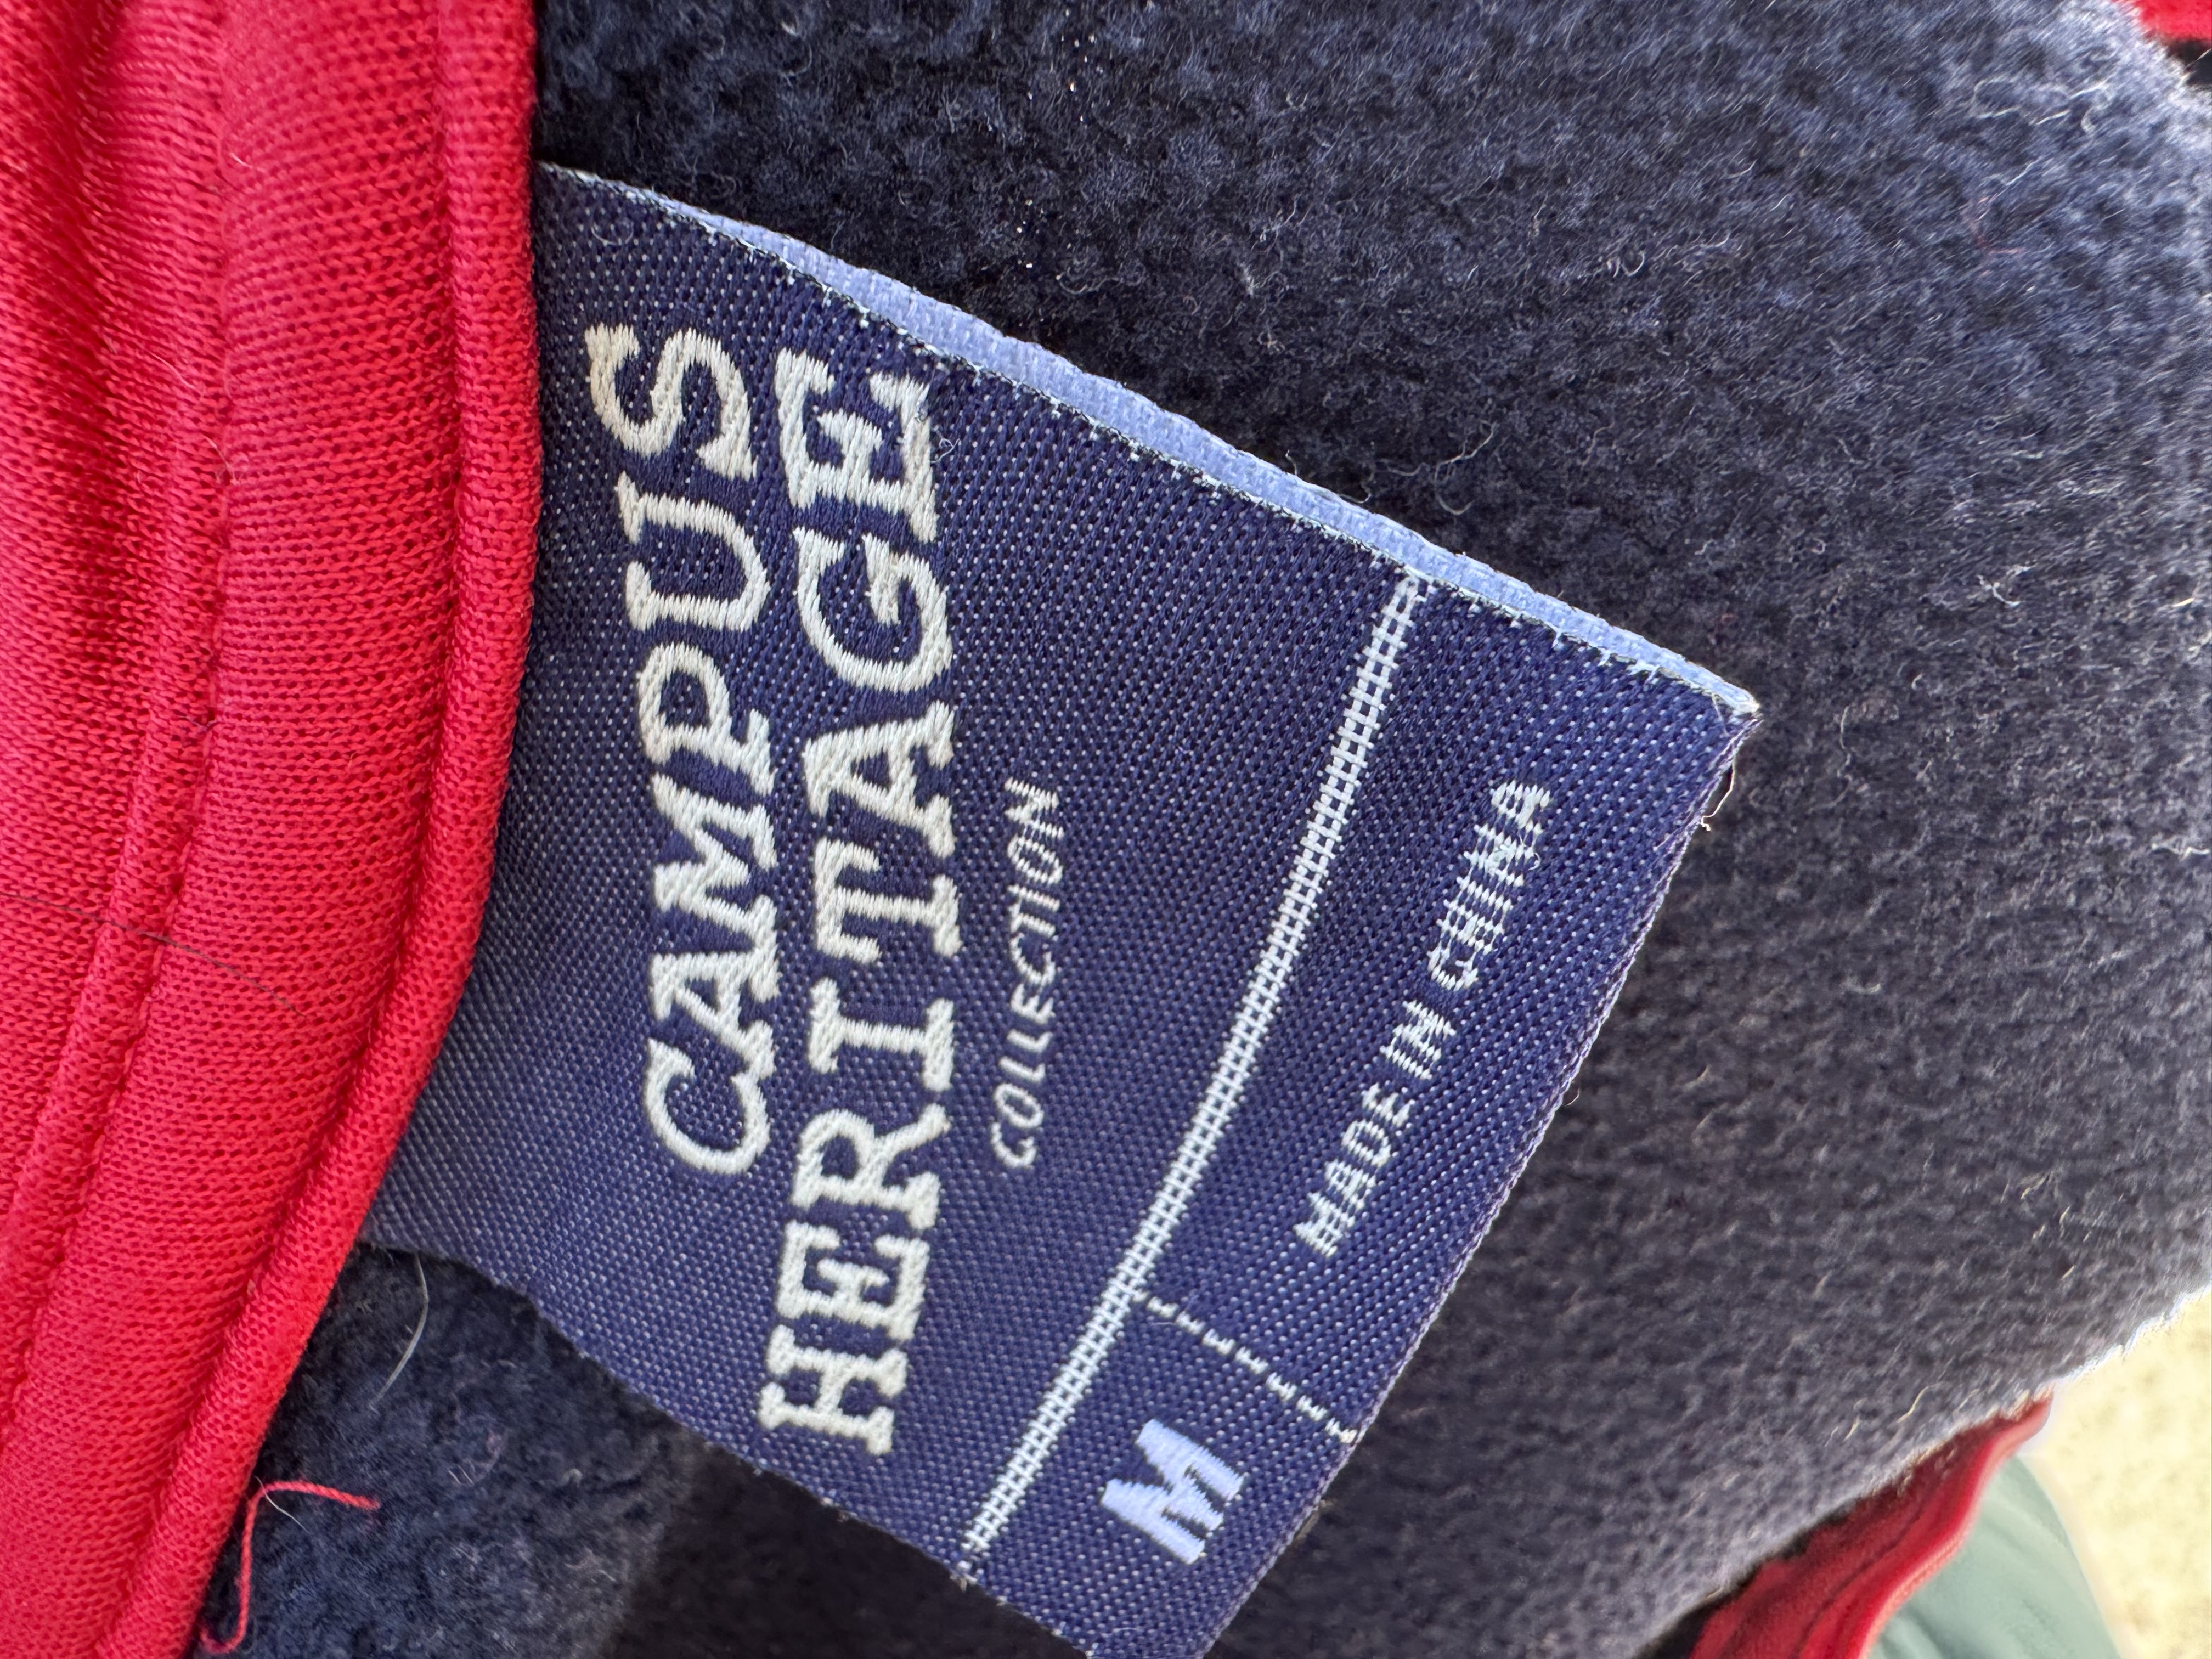 CAMPUS
HERITAGE
COLLECTION
M
MADE IN CHINA